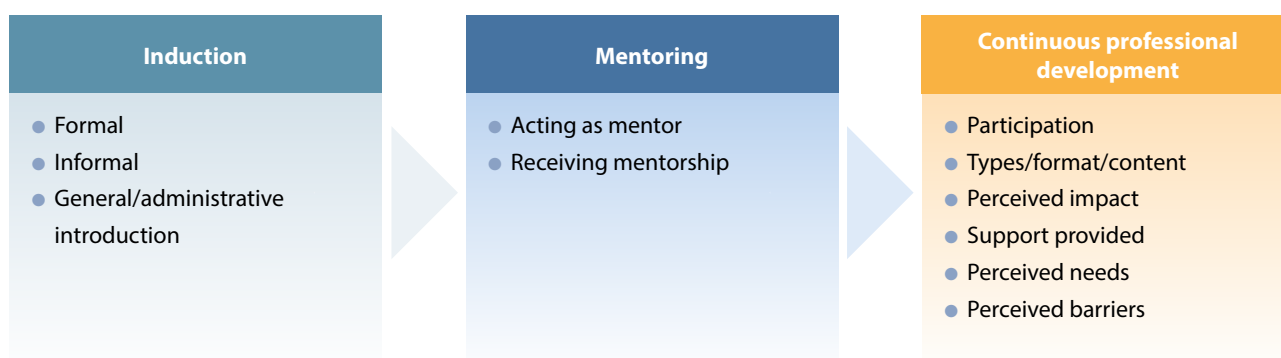 Induction
Formal
Informal
General/administrative
introduction
Mentoring
Acting as mentor
Receiving mentorship
Continuous professional
development
Participation
Types/format/content
Perceived impact
Support provided
Perceived needs
Perceived barriers